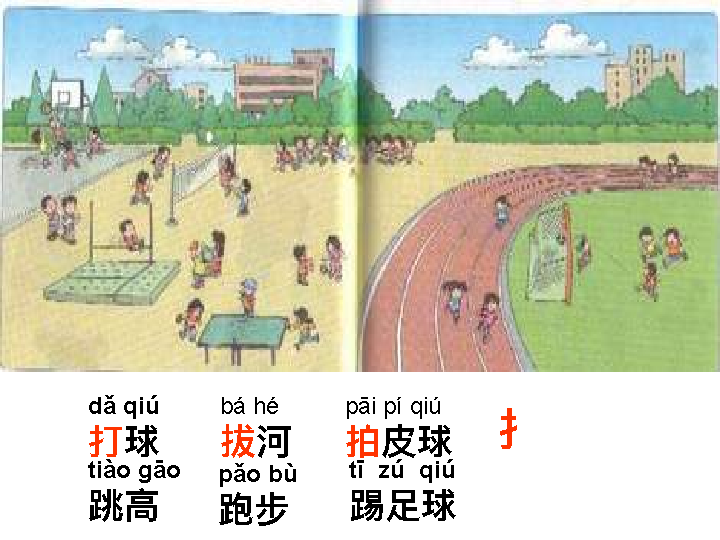 dǎ qiú bá hé pāi pí qiú
打球 拔河 拍皮球 扌
tiào gāo pǎo bù tī zú qiú
跳高 跑步 踢足球